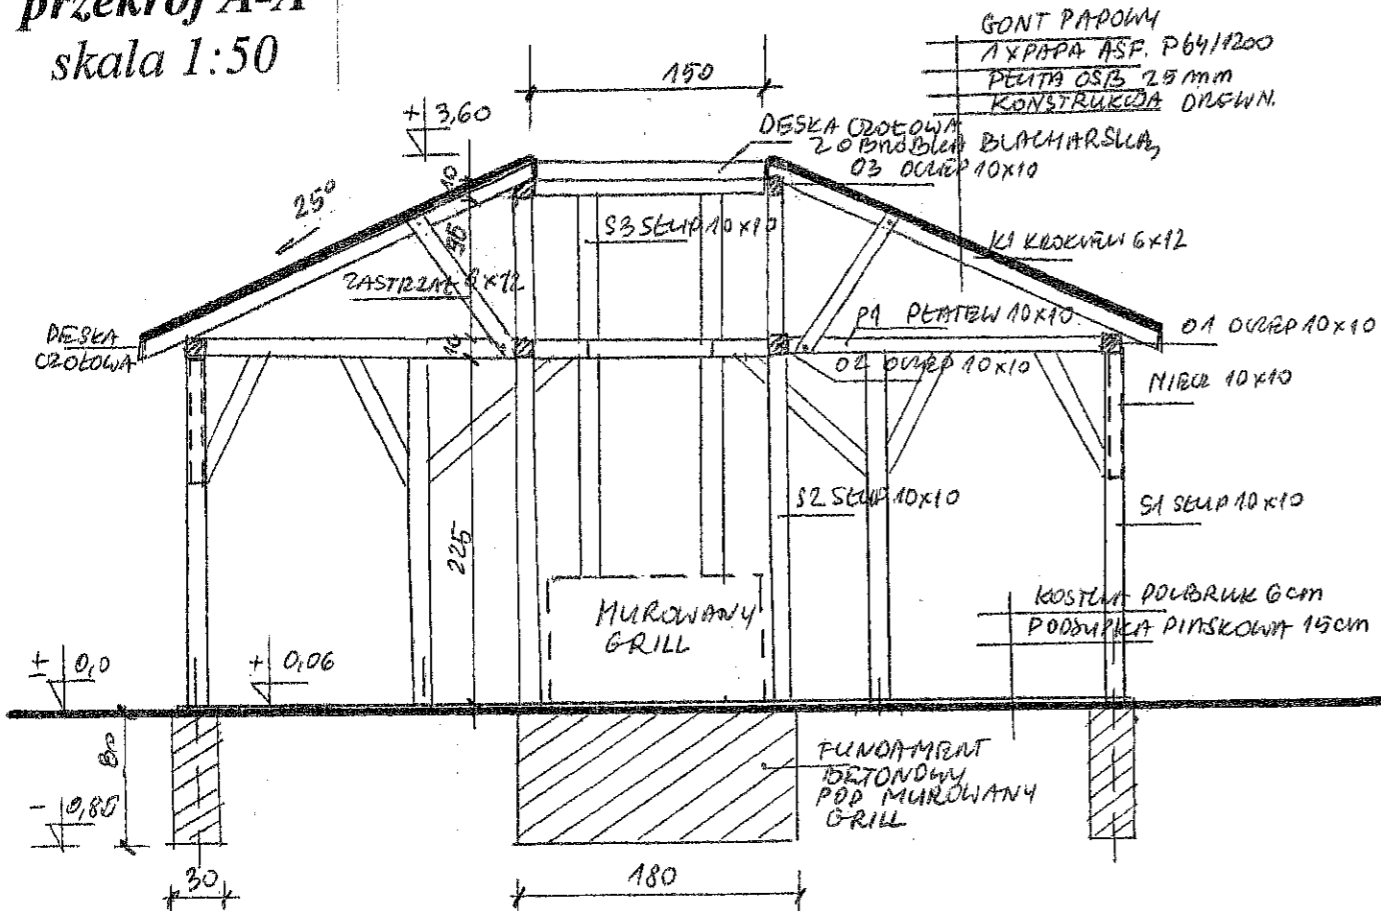 przekrój A-A
skala 1:50
GONT PAPOWY
1 X PAPA ASF. P64/1200
PŁYTA OSB 25 mm
KONSTRUKCJA DREWN.
150
+ 3,60
DESKA CZOŁOWA
Z OBRÓBKĄ BLACHARSKĄ
O3 OCZEP 10x10
25°
10
95
S3 SŁUP 10x10
K1 KROKWIEW 6x12
ZASTRZAŁ 6x12
P1 PŁATEW 10x10
O1 OCZEP 10x10
DESKA
CZOŁOWA
10
O2 OCZEP 10x10
MIECZ 10x10
S2 SŁUP 10x10
S1 SŁUP 10x10
225
MUROWANY
GRILL
KOSTKA POLBRUK 6cm
PODSYPKA PIASKOWA 15cm
± 0,0
+ 0,06
80
- 0,80
FUNDAMENT
BETONOWY
POD MUROWANY
GRILL
30
180